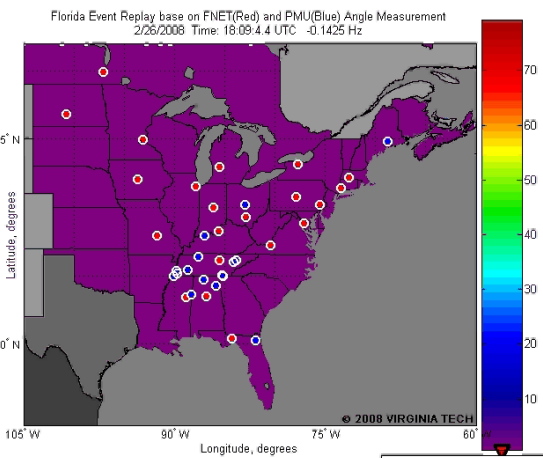 Florida Event Replay base on FNET(Red) and PMU(Blue) Angle Measurement
2/26/2008 Time: 18:09:4.4 UTC -0.1425 Hz
70
60
5° N
50
40
Latitude, degrees
30
0° N
20
10
© 2008 VIRGINIA TECH
105° W 90° W 75° W 60° W
Longitude, degrees